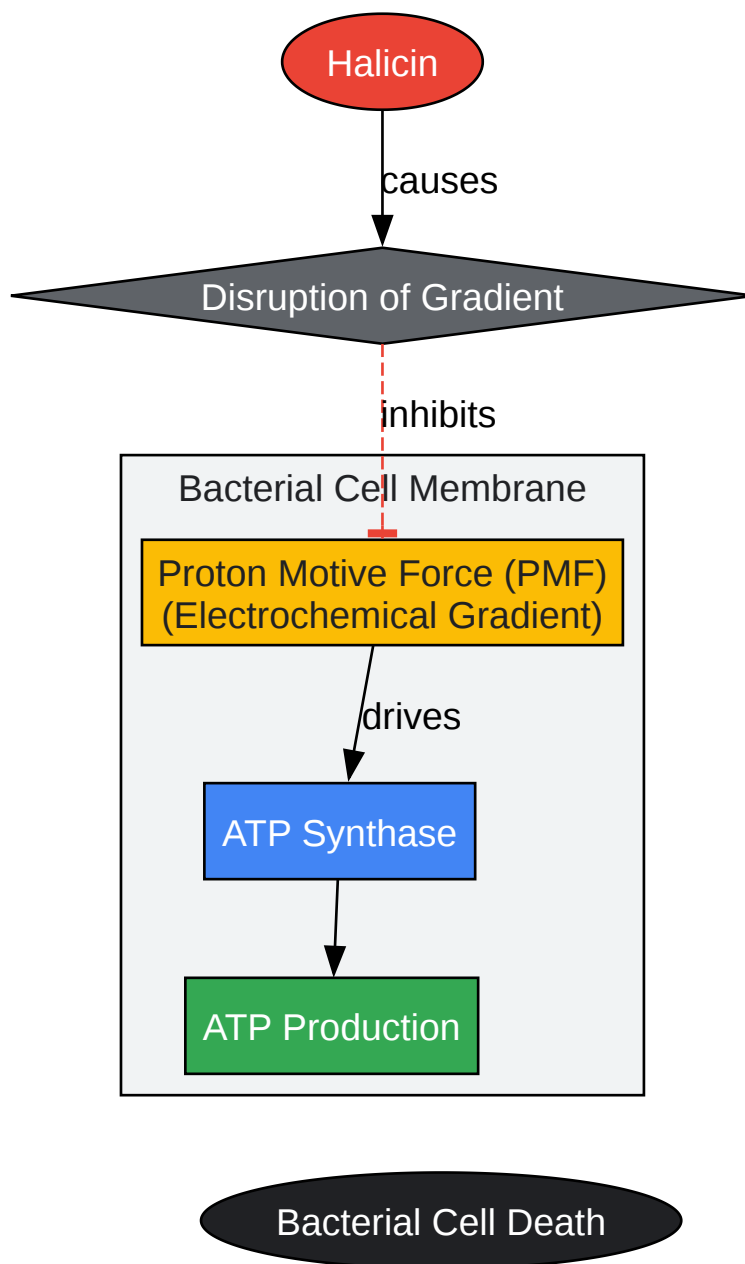 Halicin
causes
Disruption of Gradient
inhibits
Bacterial Cell Membrane
Proton Motive Force (PMF)
(Electrochemical Gradient)
drives
ATP Synthase
ATP Production
Bacterial Cell Death